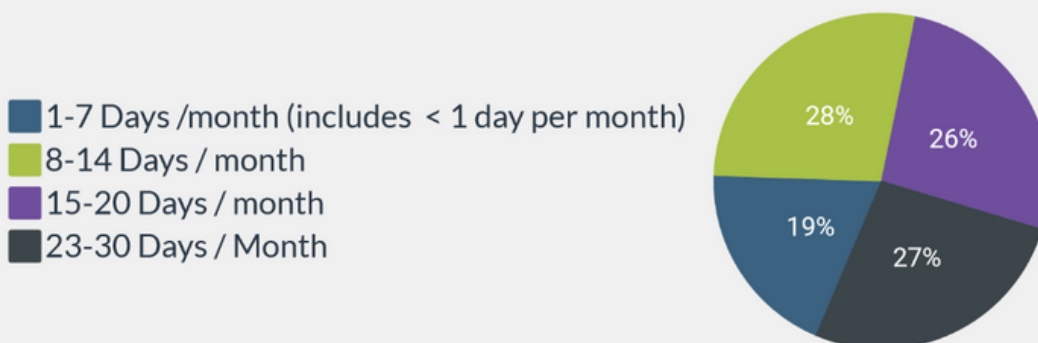 1-7 Days /month (includes < 1 day per month)
8-14 Days / month
15-20 Days / month
23-30 Days / Month
28%
26%
19%
27%